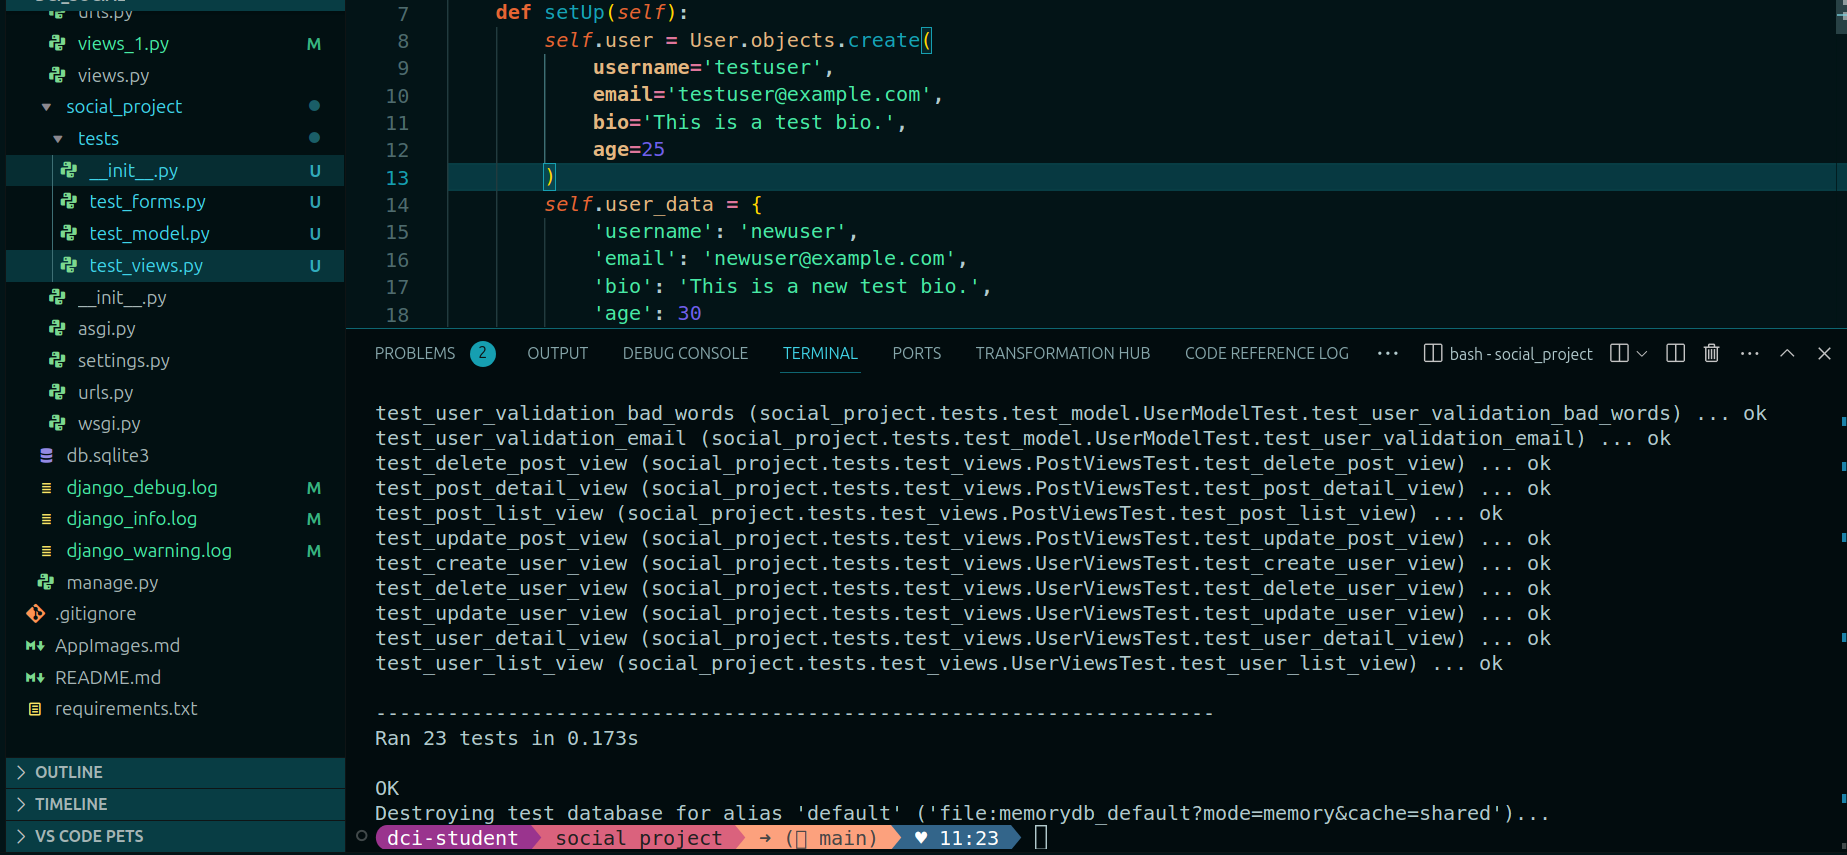 urls.py
views_1.py M
views.py
social_project
tests
__init__.py U
test_forms.py U
test_model.py U
test_views.py U
__init__.py
asgi.py
settings.py
urls.py
wsgi.py
db.sqlite3
django_debug.log M
django_info.log M
django_warning.log M
manage.py
.gitignore
AppImages.md
README.md
requirements.txt
OUTLINE
TIMELINE
VS CODE PETS
7 def setUp(self):
8 self.user = User.objects.create(
9 username='testuser',
10 email='testuser@example.com',
11 bio='This is a test bio.',
12 age=25
13 )
14 self.user_data = {
15 'username': 'newuser',
16 'email': 'newuser@example.com',
17 'bio': 'This is a new test bio.',
18 'age': 30
PROBLEMS 2 OUTPUT DEBUG CONSOLE TERMINAL PORTS TRANSFORMATION HUB CODE REFERENCE LOG ··· bash - social_project ···
test_user_validation_bad_words (social_project.tests.test_model.UserModelTest.test_user_validation_bad_words) ... ok
test_user_validation_email (social_project.tests.test_model.UserModelTest.test_user_validation_email) ... ok
test_delete_post_view (social_project.tests.test_views.PostViewsTest.test_delete_post_view) ... ok
test_post_detail_view (social_project.tests.test_views.PostViewsTest.test_post_detail_view) ... ok
test_post_list_view (social_project.tests.test_views.PostViewsTest.test_post_list_view) ... ok
test_update_post_view (social_project.tests.test_views.PostViewsTest.test_update_post_view) ... ok
test_create_user_view (social_project.tests.test_views.UserViewsTest.test_create_user_view) ... ok
test_delete_user_view (social_project.tests.test_views.UserViewsTest.test_delete_user_view) ... ok
test_update_user_view (social_project.tests.test_views.UserViewsTest.test_update_user_view) ... ok
test_user_detail_view (social_project.tests.test_views.UserViewsTest.test_user_detail_view) ... ok
test_user_list_view (social_project.tests.test_views.UserViewsTest.test_user_list_view) ... ok
----------------------------------------------------------------------
Ran 23 tests in 0.173s
OK
Destroying test database for alias 'default' ('file:memorydb_default?mode=memory&cache=shared')...
dci-student social_project ➜ ( main) ♥ 11:23